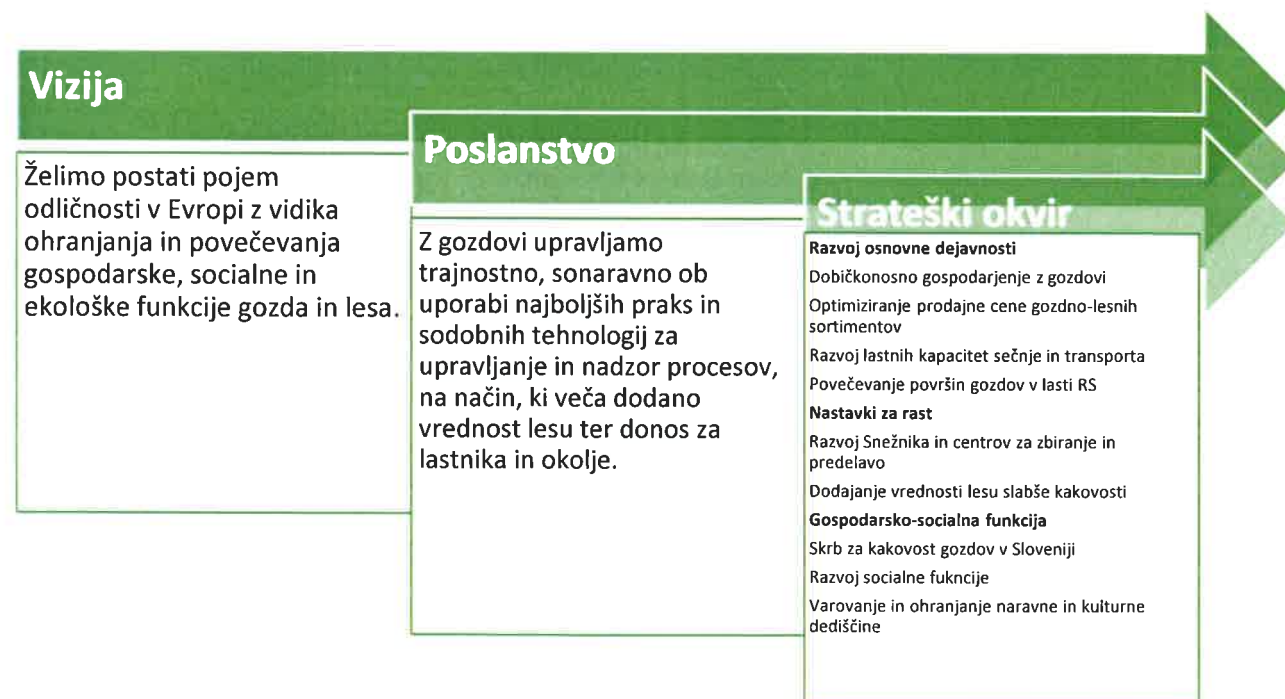 Vizija
Želimo postati pojem
odličnosti v Evropi z vidika
ohranjanja in povečevanja
gospodarske, socialne in
ekološke funkcije gozda in lesa.
Poslanstvo
Z gozdovi upravljamo
trajnostno, sonaravno ob
uporabi najboljših praks in
sodobnih tehnologij za
upravljanje in nadzor procesov,
na način, ki veča dodano
vrednost lesu ter donos za
lastnika in okolje.
Strateški okvir
Razvoj osnovne dejavnosti
Dobičkonosno gospodarjenje z gozdovi
Optimiziranje prodajne cene gozdno-lesnih
sortimentov
Razvoj lastnih kapacitet sečnje in transporta
Povečevanje površin gozdov v lasti RS
Nastavki za rast
Razvoj Snežnika in centrov za zbiranje in
predelavo
Dodajanje vrednosti lesu slabše kakovosti
Gospodarsko-socialna funkcija
Skrb za kakovost gozdov v Sloveniji
Razvoj socialne fukncije
Varovanje in ohranjanje naravne in kulturne
dediščine